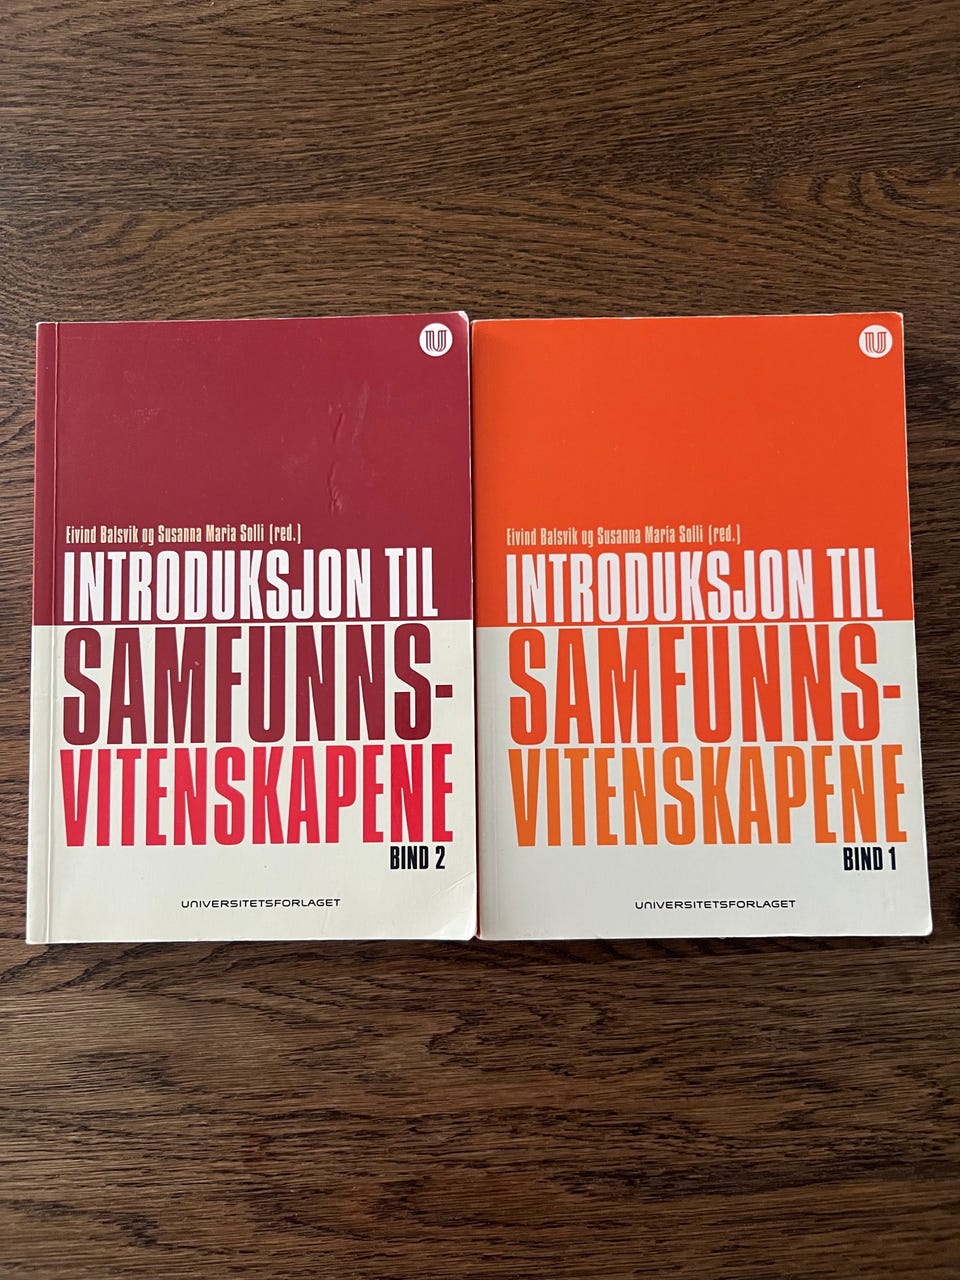 Eivind Balsvik og Susanna Maria Solli (red.)
INTRODUKSJON TIL
SAMFUNNS-
VITENSKAPENE
BIND 2
UNIVERSITETSFORLAGET
U
Eivind Balsvik og Susanna Maria Solli (red.)
INTRODUKSJON TIL
SAMFUNNS-
VITENSKAPENE
BIND 1
UNIVERSITETSFORLAGET
U